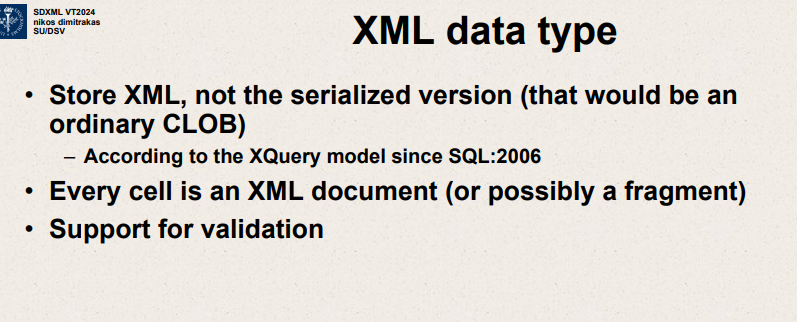 SDXML VT2024
nikos dimitrakas
SU/DSV
XML data type
• Store XML, not the serialized version (that would be an
ordinary CLOB)
– According to the XQuery model since SQL:2006
• Every cell is an XML document (or possibly a fragment)
• Support for validation